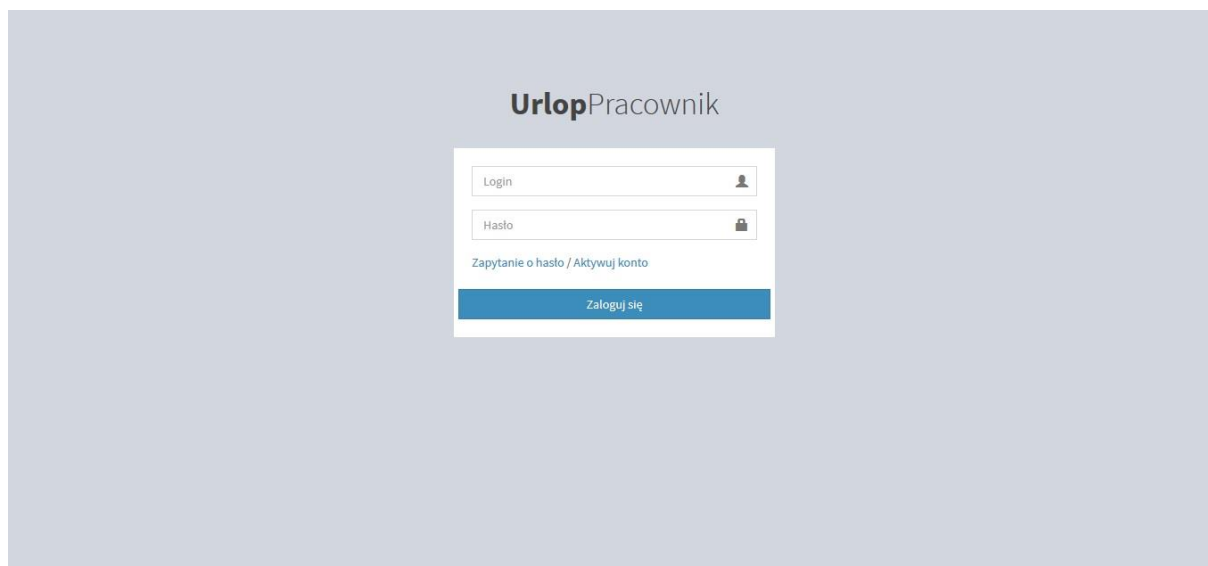 UrlopPracownik
Login
Hasło
Zapytanie o hasło / Aktywuj konto
Zaloguj się